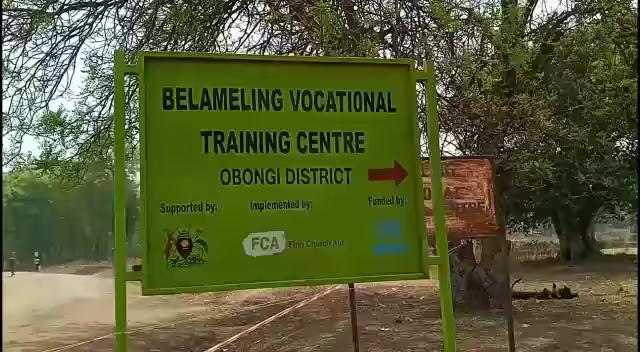 BELAMELING VOCATIONAL
TRAINING CENTRE
OBONGI DISTRICT
Supported by: Implemented by: Funded by:
FCA Finn Church Aid